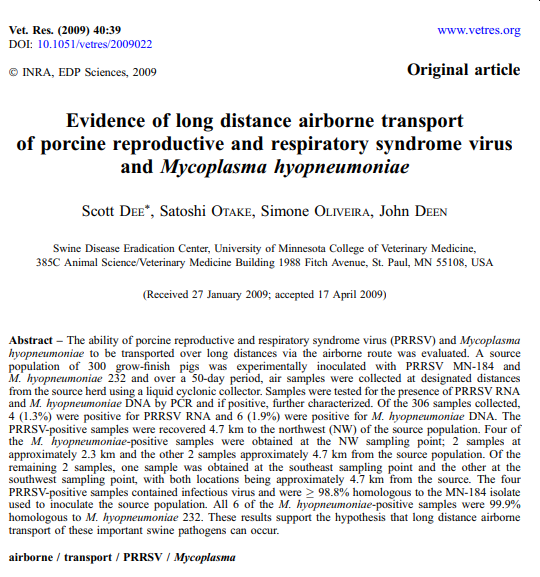 Vet. Res. (2009) 40:39
www.vetres.org
DOI: 10.1051/vetres/2009022
© INRA, EDP Sciences, 2009
Original article
Evidence of long distance airborne transport
of porcine reproductive and respiratory syndrome virus
and Mycoplasma hyopneumoniae
Scott DEE*, Satoshi OTAKE, Simone OLIVEIRA, John DEEN
Swine Disease Eradication Center, University of Minnesota College of Veterinary Medicine,
385C Animal Science/Veterinary Medicine Building 1988 Fitch Avenue, St. Paul, MN 55108, USA
(Received 27 January 2009; accepted 17 April 2009)
Abstract – The ability of porcine reproductive and respiratory syndrome virus (PRRSV) and Mycoplasma
hyopneumoniae to be transported over long distances via the airborne route was evaluated. A source
population of 300 grow-finish pigs was experimentally inoculated with PRRSV MN-184 and
M. hyopneumoniae 232 and over a 50-day period, air samples were collected at designated distances
from the source herd using a liquid cyclonic collector. Samples were tested for the presence of PRRSV RNA
and M. hyopneumoniae DNA by PCR and if positive, further characterized. Of the 306 samples collected,
4 (1.3%) were positive for PRRSV RNA and 6 (1.9%) were positive for M. hyopneumoniae DNA. The
PRRSV-positive samples were recovered 4.7 km to the northwest (NW) of the source population. Four of
the M. hyopneumoniae-positive samples were obtained at the NW sampling point; 2 samples at
approximately 2.3 km and the other 2 samples approximately 4.7 km from the source population. Of the
remaining 2 samples, one sample was obtained at the southeast sampling point and the other at the
southwest sampling point, with both locations being approximately 4.7 km from the source. The four
PRRSV-positive samples contained infectious virus and were ≥ 98.8% homologous to the MN-184 isolate
used to inoculate the source population. All 6 of the M. hyopneumoniae-positive samples were 99.9%
homologous to M. hyopneumoniae 232. These results support the hypothesis that long distance airborne
transport of these important swine pathogens can occur.
airborne / transport / PRRSV / Mycoplasma